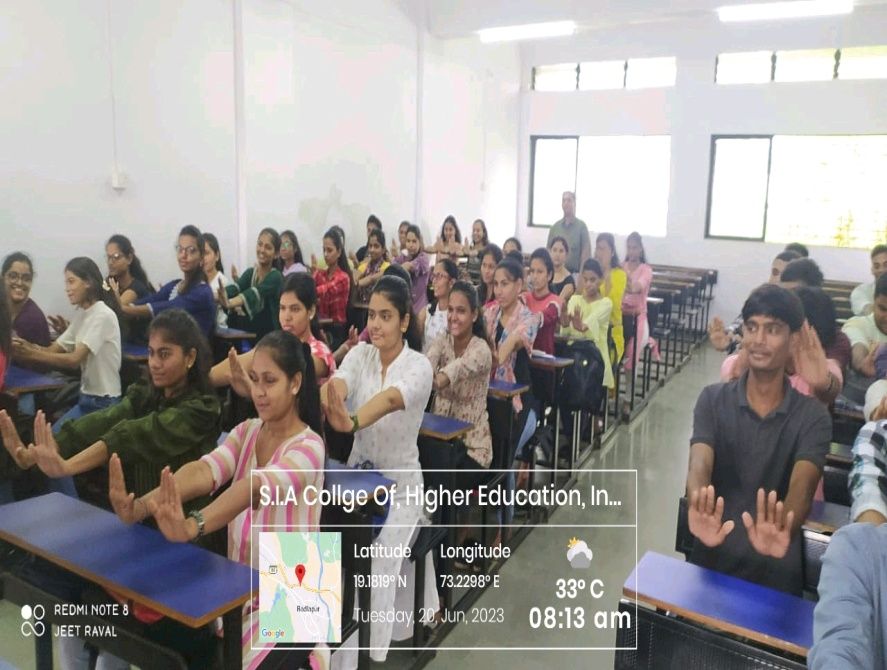 S.I.A Collge Of, Higher Education, In...
Latitude Longitude
19.1819° N 73.2298° E
Tuesday, 20, Jun, 2023
33° C
08:13 am
Badlapur
Google
REDMI NOTE 8
JEET RAVAL